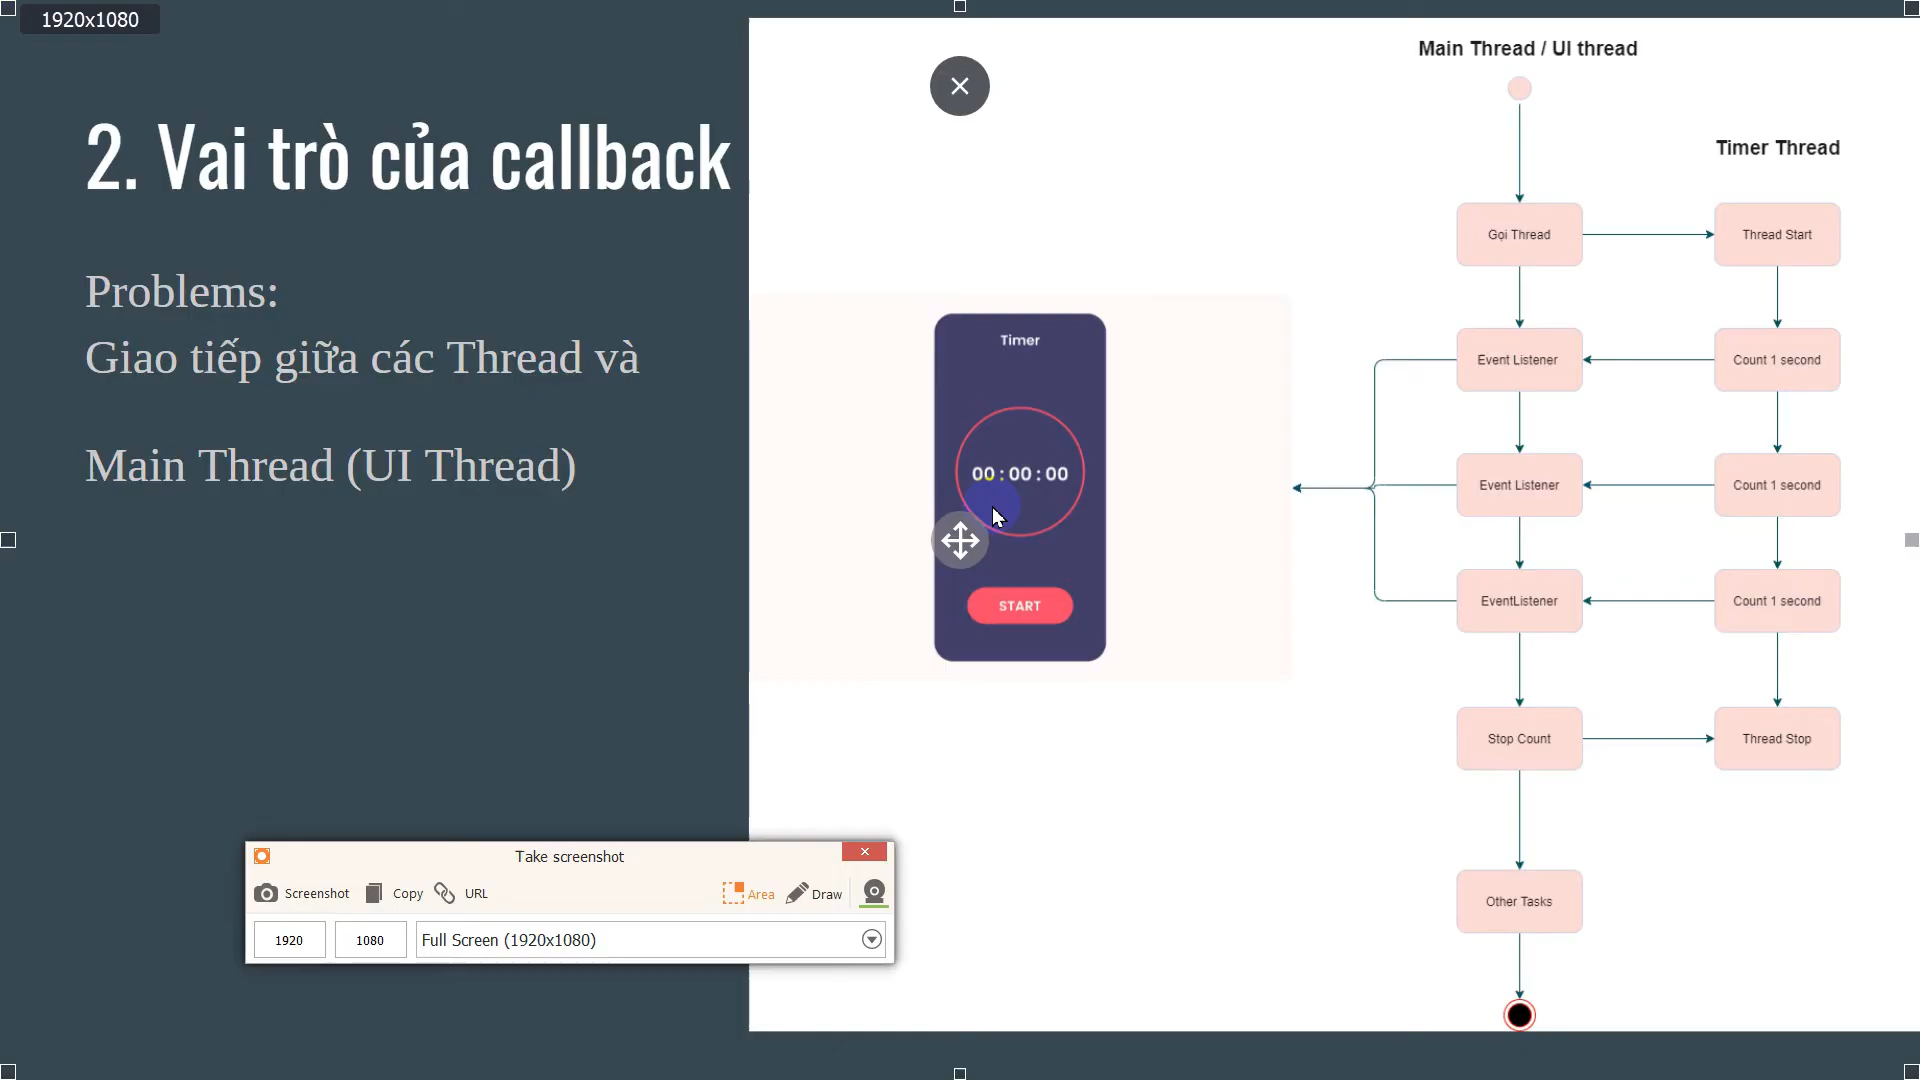 1920x1080
2. Vai trò của callback
Problems:
Giao tiếp giữa các Thread và
Main Thread (UI Thread)
Timer
00:00:00
START
Main Thread / UI thread
Timer Thread
Gọi Thread
Thread Start
Event Listener
Count 1 second
Event Listener
Count 1 second
EventListener
Count 1 second
Stop Count
Thread Stop
Other Tasks
Take screenshot
Screenshot Copy URL Area Draw
1920 1080 Full Screen (1920x1080)